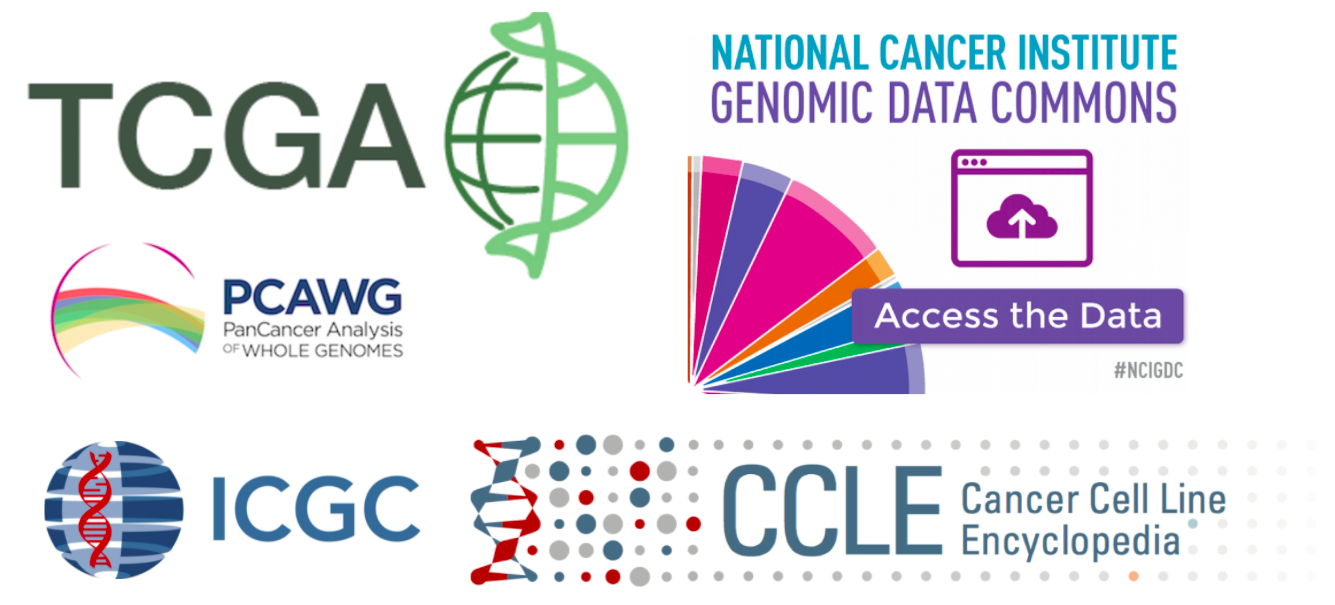 TCGA
NATIONAL CANCER INSTITUTE
GENOMIC DATA COMMONS
Access the Data
#NCIGDC
PCAWG
PanCancer Analysis
OF WHOLE GENOMES
ICGC
CCLE
Cancer Cell Line
Encyclopedia